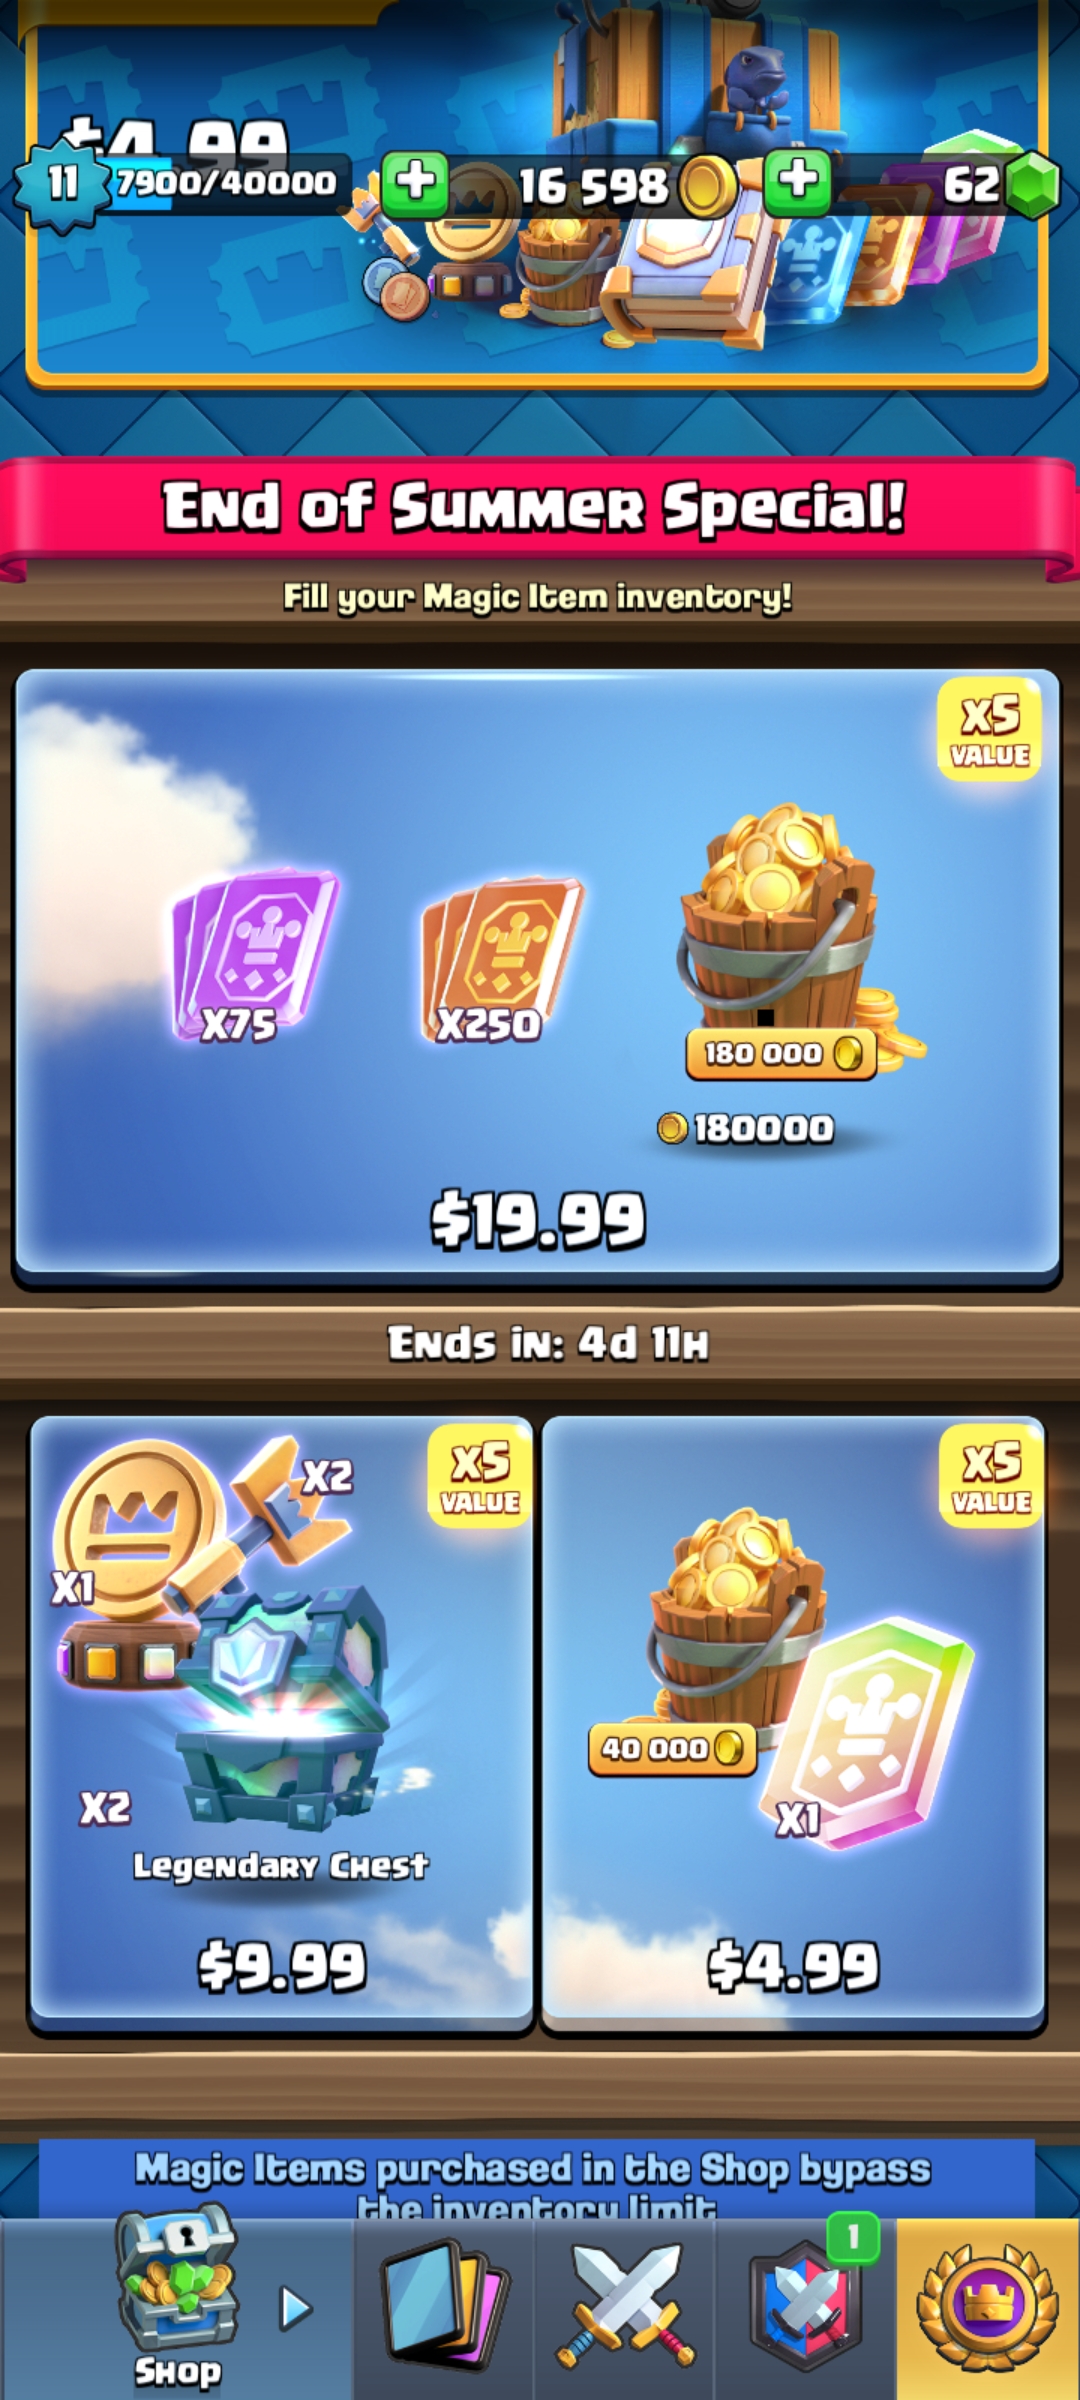 $4.99
11
7900/40000
16 598
62
End of Summer Special!
Fill your Magic Item inventory!
X5
VALUE
X75
X250
180 000
180000
$19.99
Ends in: 4d 11h
X2
X5
VALUE
X1
X2
Legendary Chest
$9.99
X5
VALUE
40 000
X1
$4.99
Magic Items purchased in the Shop bypass
the inventory limit
1
Shop